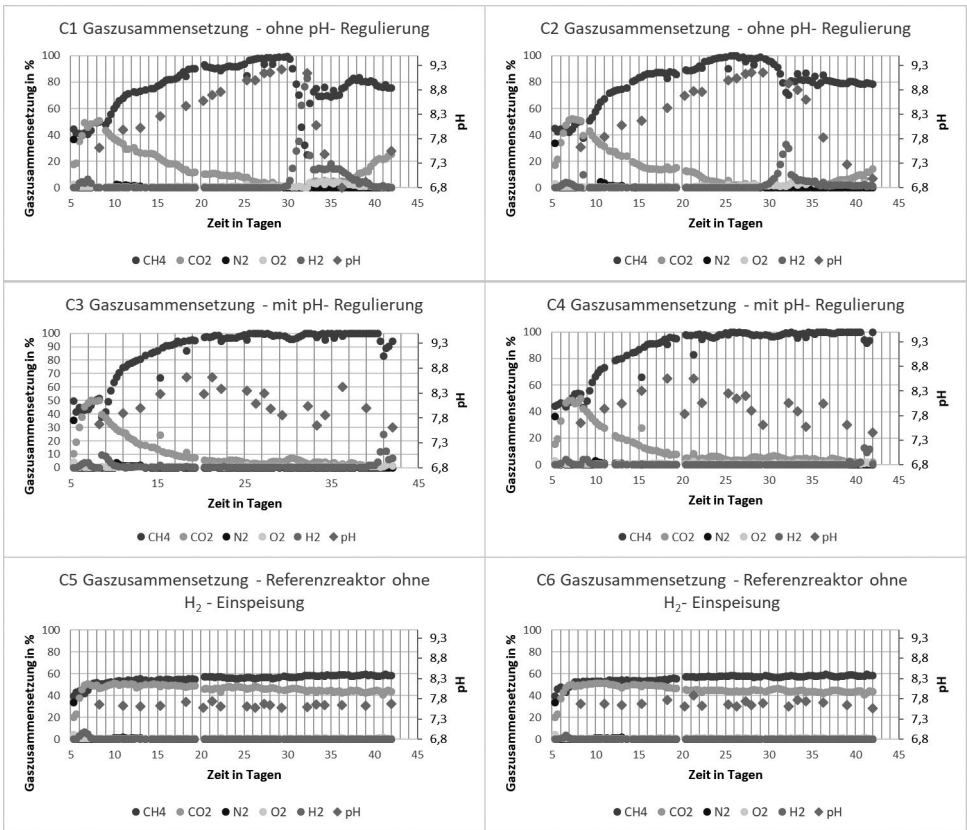 C1 Gaszusammensetzung - ohne pH- Regulierung
Gaszusammensetzung in %
100
80
60
40
20
0
9,3
8,8
8,3
7,8
7,3
6,8
pH
5 10 15 20 25 30 35 40 45
Zeit in Tagen
CH4 CO2 N2 O2 H2 pH
C2 Gaszusammensetzung - ohne pH- Regulierung
Gaszusammensetzung in %
100
80
60
40
20
0
9,3
8,8
8,3
7,8
7,3
6,8
pH
5 10 15 20 25 30 35 40 45
Zeit in Tagen
CH4 CO2 N2 O2 H2 pH
C3 Gaszusammensetzung - mit pH- Regulierung
Gaszusammensetzung in %
100
90
80
70
60
50
40
30
20
10
0
9,3
8,8
8,3
7,8
7,3
6,8
pH
5 10 15 20 25 30 35 40 45
Zeit in Tagen
CH4 CO2 N2 O2 H2 pH
C4 Gaszusammensetzung - mit pH- Regulierung
Gaszusammensetzung in %
100
80
60
40
20
0
9,3
8,8
8,3
7,8
7,3
6,8
pH
5 10 15 20 25 30 35 40 45
Zeit in Tagen
CH4 CO2 N2 O2 H2 pH
C5 Gaszusammensetzung - Referenzreaktor ohne
H2 - Einspeisung
Gaszusammensetzung in %
100
80
60
40
20
0
9,3
8,8
8,3
7,8
7,3
6,8
pH
5 10 15 20 25 30 35 40 45
Zeit in Tagen
CH4 CO2 N2 O2 H2 pH
C6 Gaszusammensetzung - Referenzreaktor ohne
H2- Einspeisung
Gaszusammensetzung in %
100
80
60
40
20
0
9,3
8,8
8,3
7,8
7,3
6,8
pH
5 10 15 20 25 30 35 40 45
Zeit in Tagen
CH4 CO2 N2 O2 H2 pH